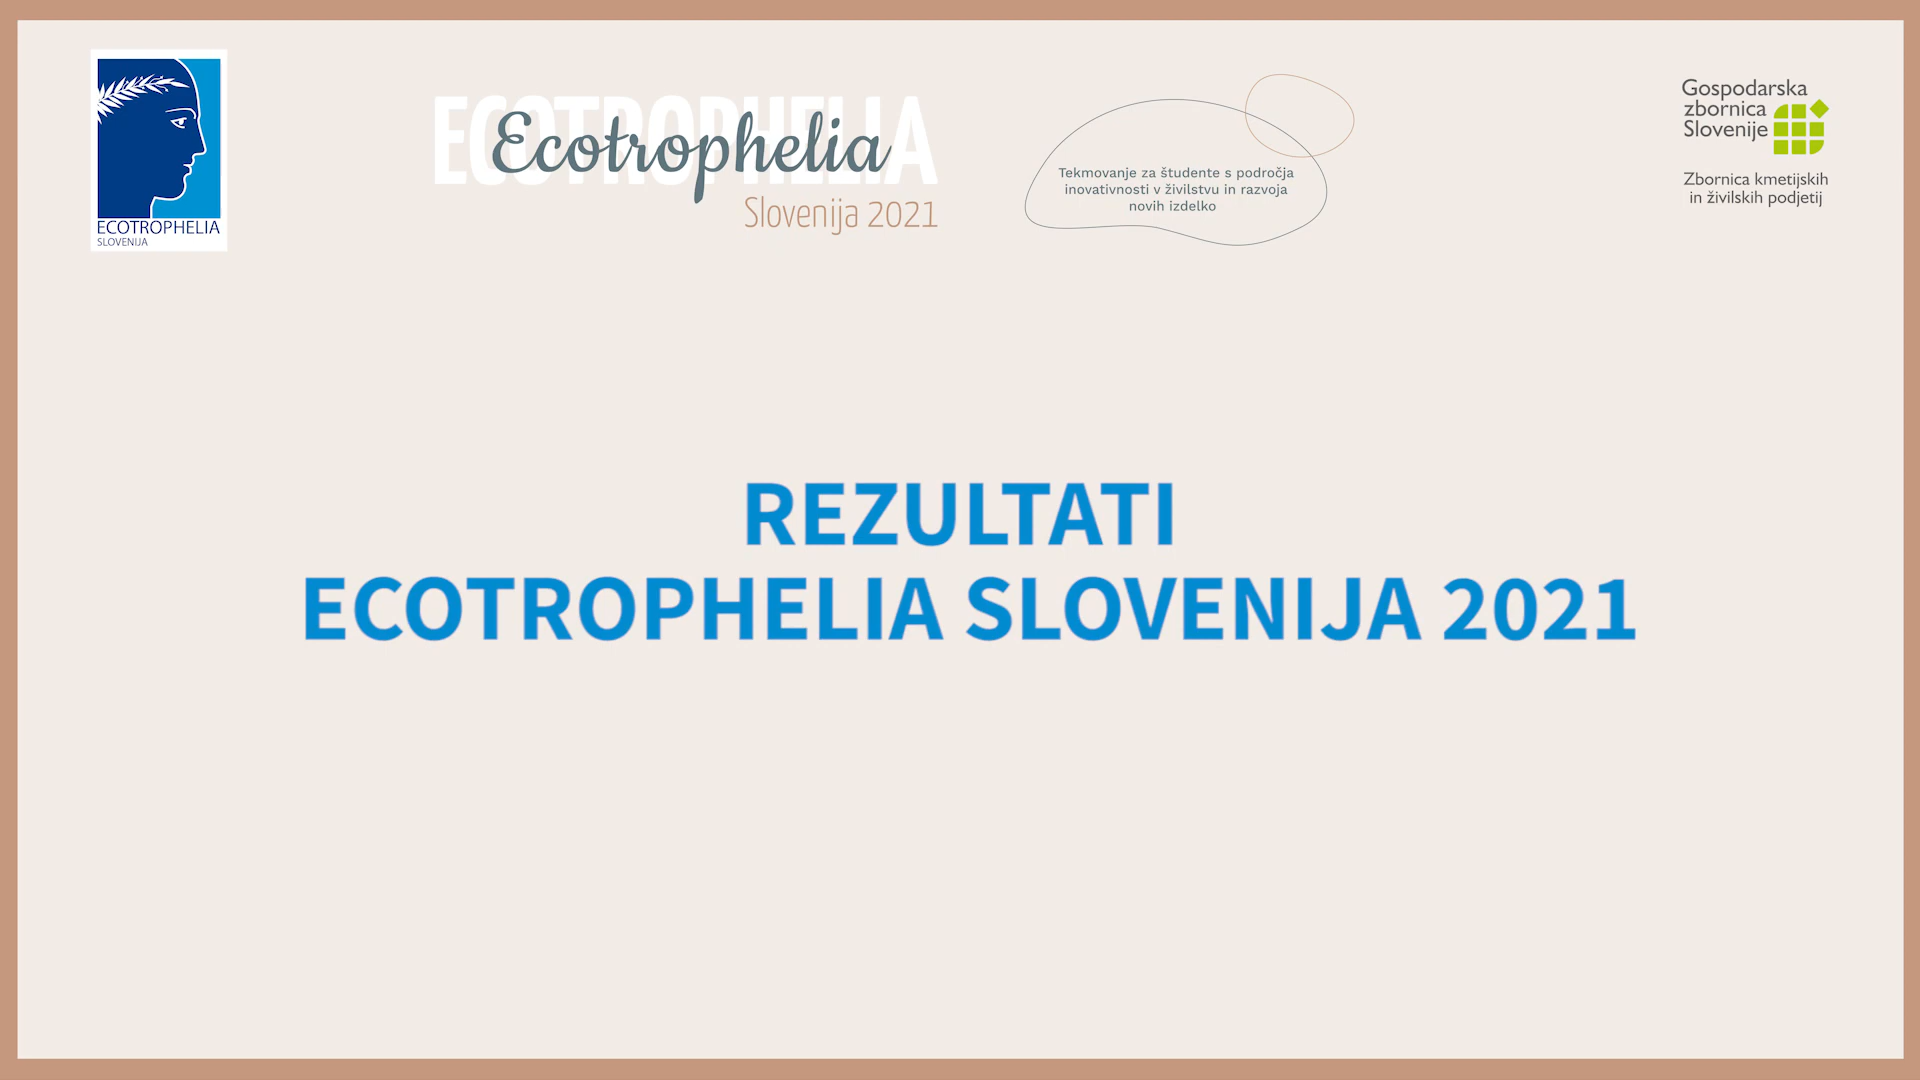 ECOTROPHELIA
SLOVENIJA
ECOTROPHELIA
Ecotrophelia
Slovenija 2021
Tekmovanje za študente s področja
inovativnosti v živilstvu in razvoja
novih izdelko
Gospodarska
zbornica
Slovenije
Zbornica kmetijskih
in živilskih podjetij
REZULTATI
ECOTROPHELIA SLOVENIJA 2021